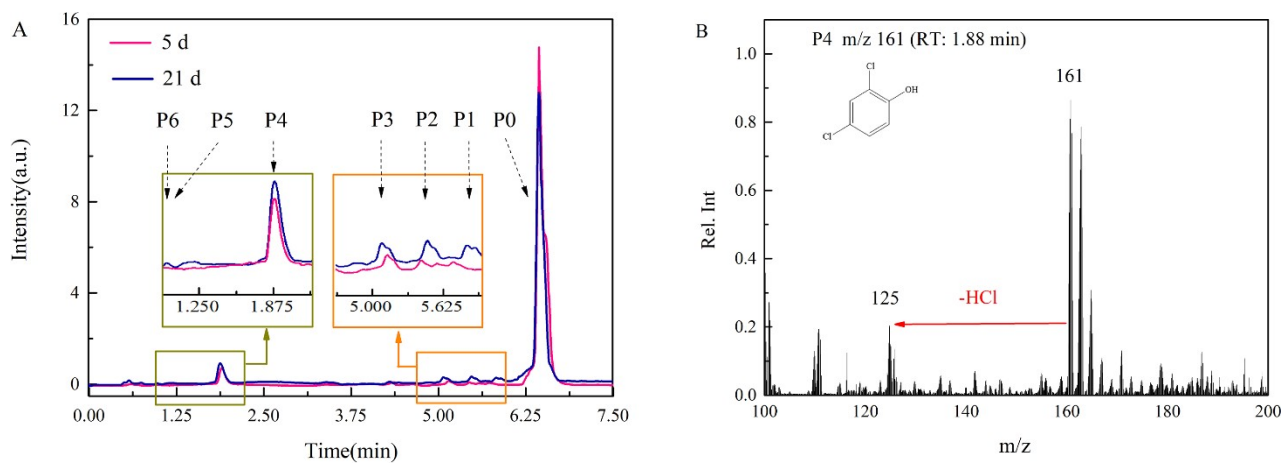 A
16
12
8
4
0
Intensity(a.u.)
5 d
21 d
P6 P5 P4 P3 P2 P1 P0
1.250 1.875
5.000 5.625
0.00 1.25 2.50 3.75 5.00 6.25 7.50
Time(min)
B
P4 m/z 161 (RT: 1.88 min)
Cl
OH
Cl
161
125
-HCl
1.0
0.8
0.6
0.4
0.2
0.0
Rel. Int
100 120 140 160 180 200
m/z